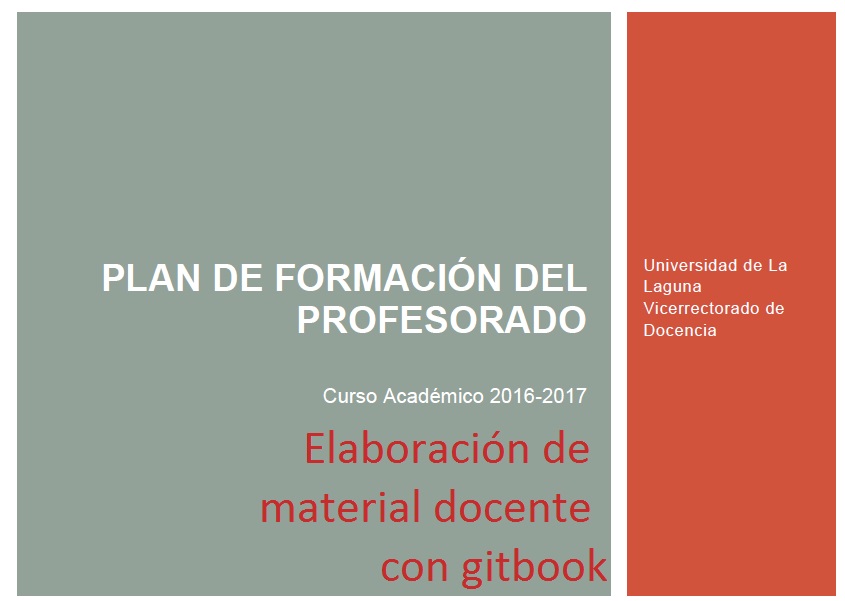 PLAN DE FORMACIÓN DEL
PROFESORADO
Curso Académico 2016-2017
Elaboración de
material docente
con gitbook
Universidad de La
Laguna
Vicerrectorado de
Docencia